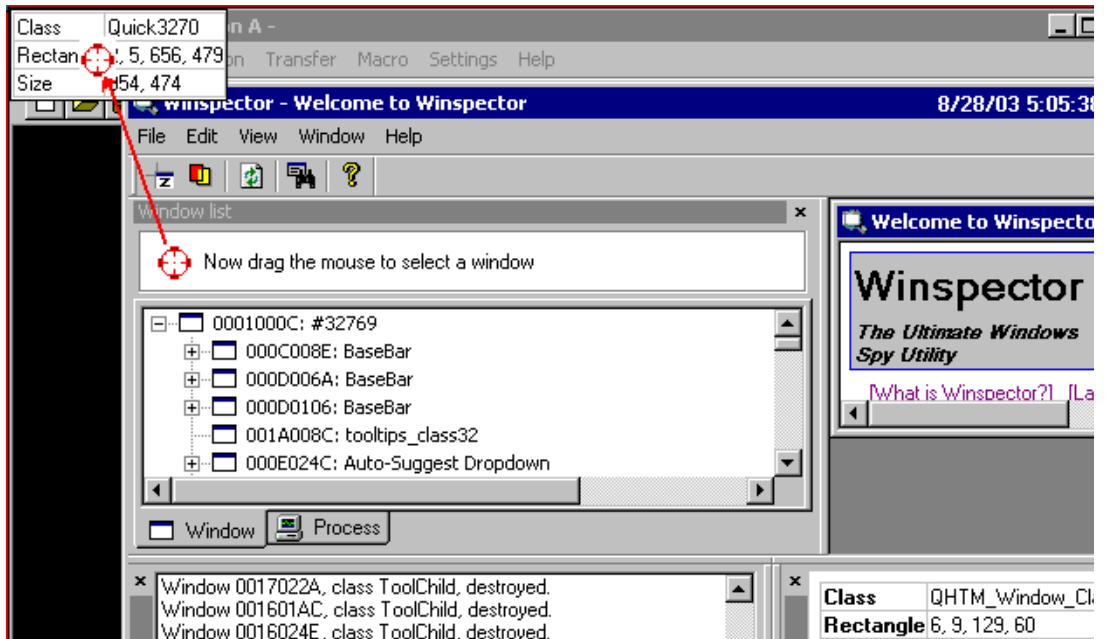 Class Quick3270
on A -
Rectan 5, 656, 479
on Transfer Macro Settings Help
Size 654, 474
Winspector - Welcome to Winspector 8/28/03 5:05:38
File Edit View Window Help
Window list
Welcome to Winspecto
Now drag the mouse to select a window
Winspector
The Ultimate Windows
Spy Utility
[What is Winspector?] [La
0001000C: #32769
000C008E: BaseBar
000D006A: BaseBar
000D0106: BaseBar
001A008C: tooltips_class32
000E024C: Auto-Suggest Dropdown
Window Process
Window 0017022A, class ToolChild, destroyed.
Window 001601AC, class ToolChild, destroyed.
Window 0016024E, class ToolChild, destroyed.
Class QHTM_Window_Cla
Rectangle 6, 9, 129, 60